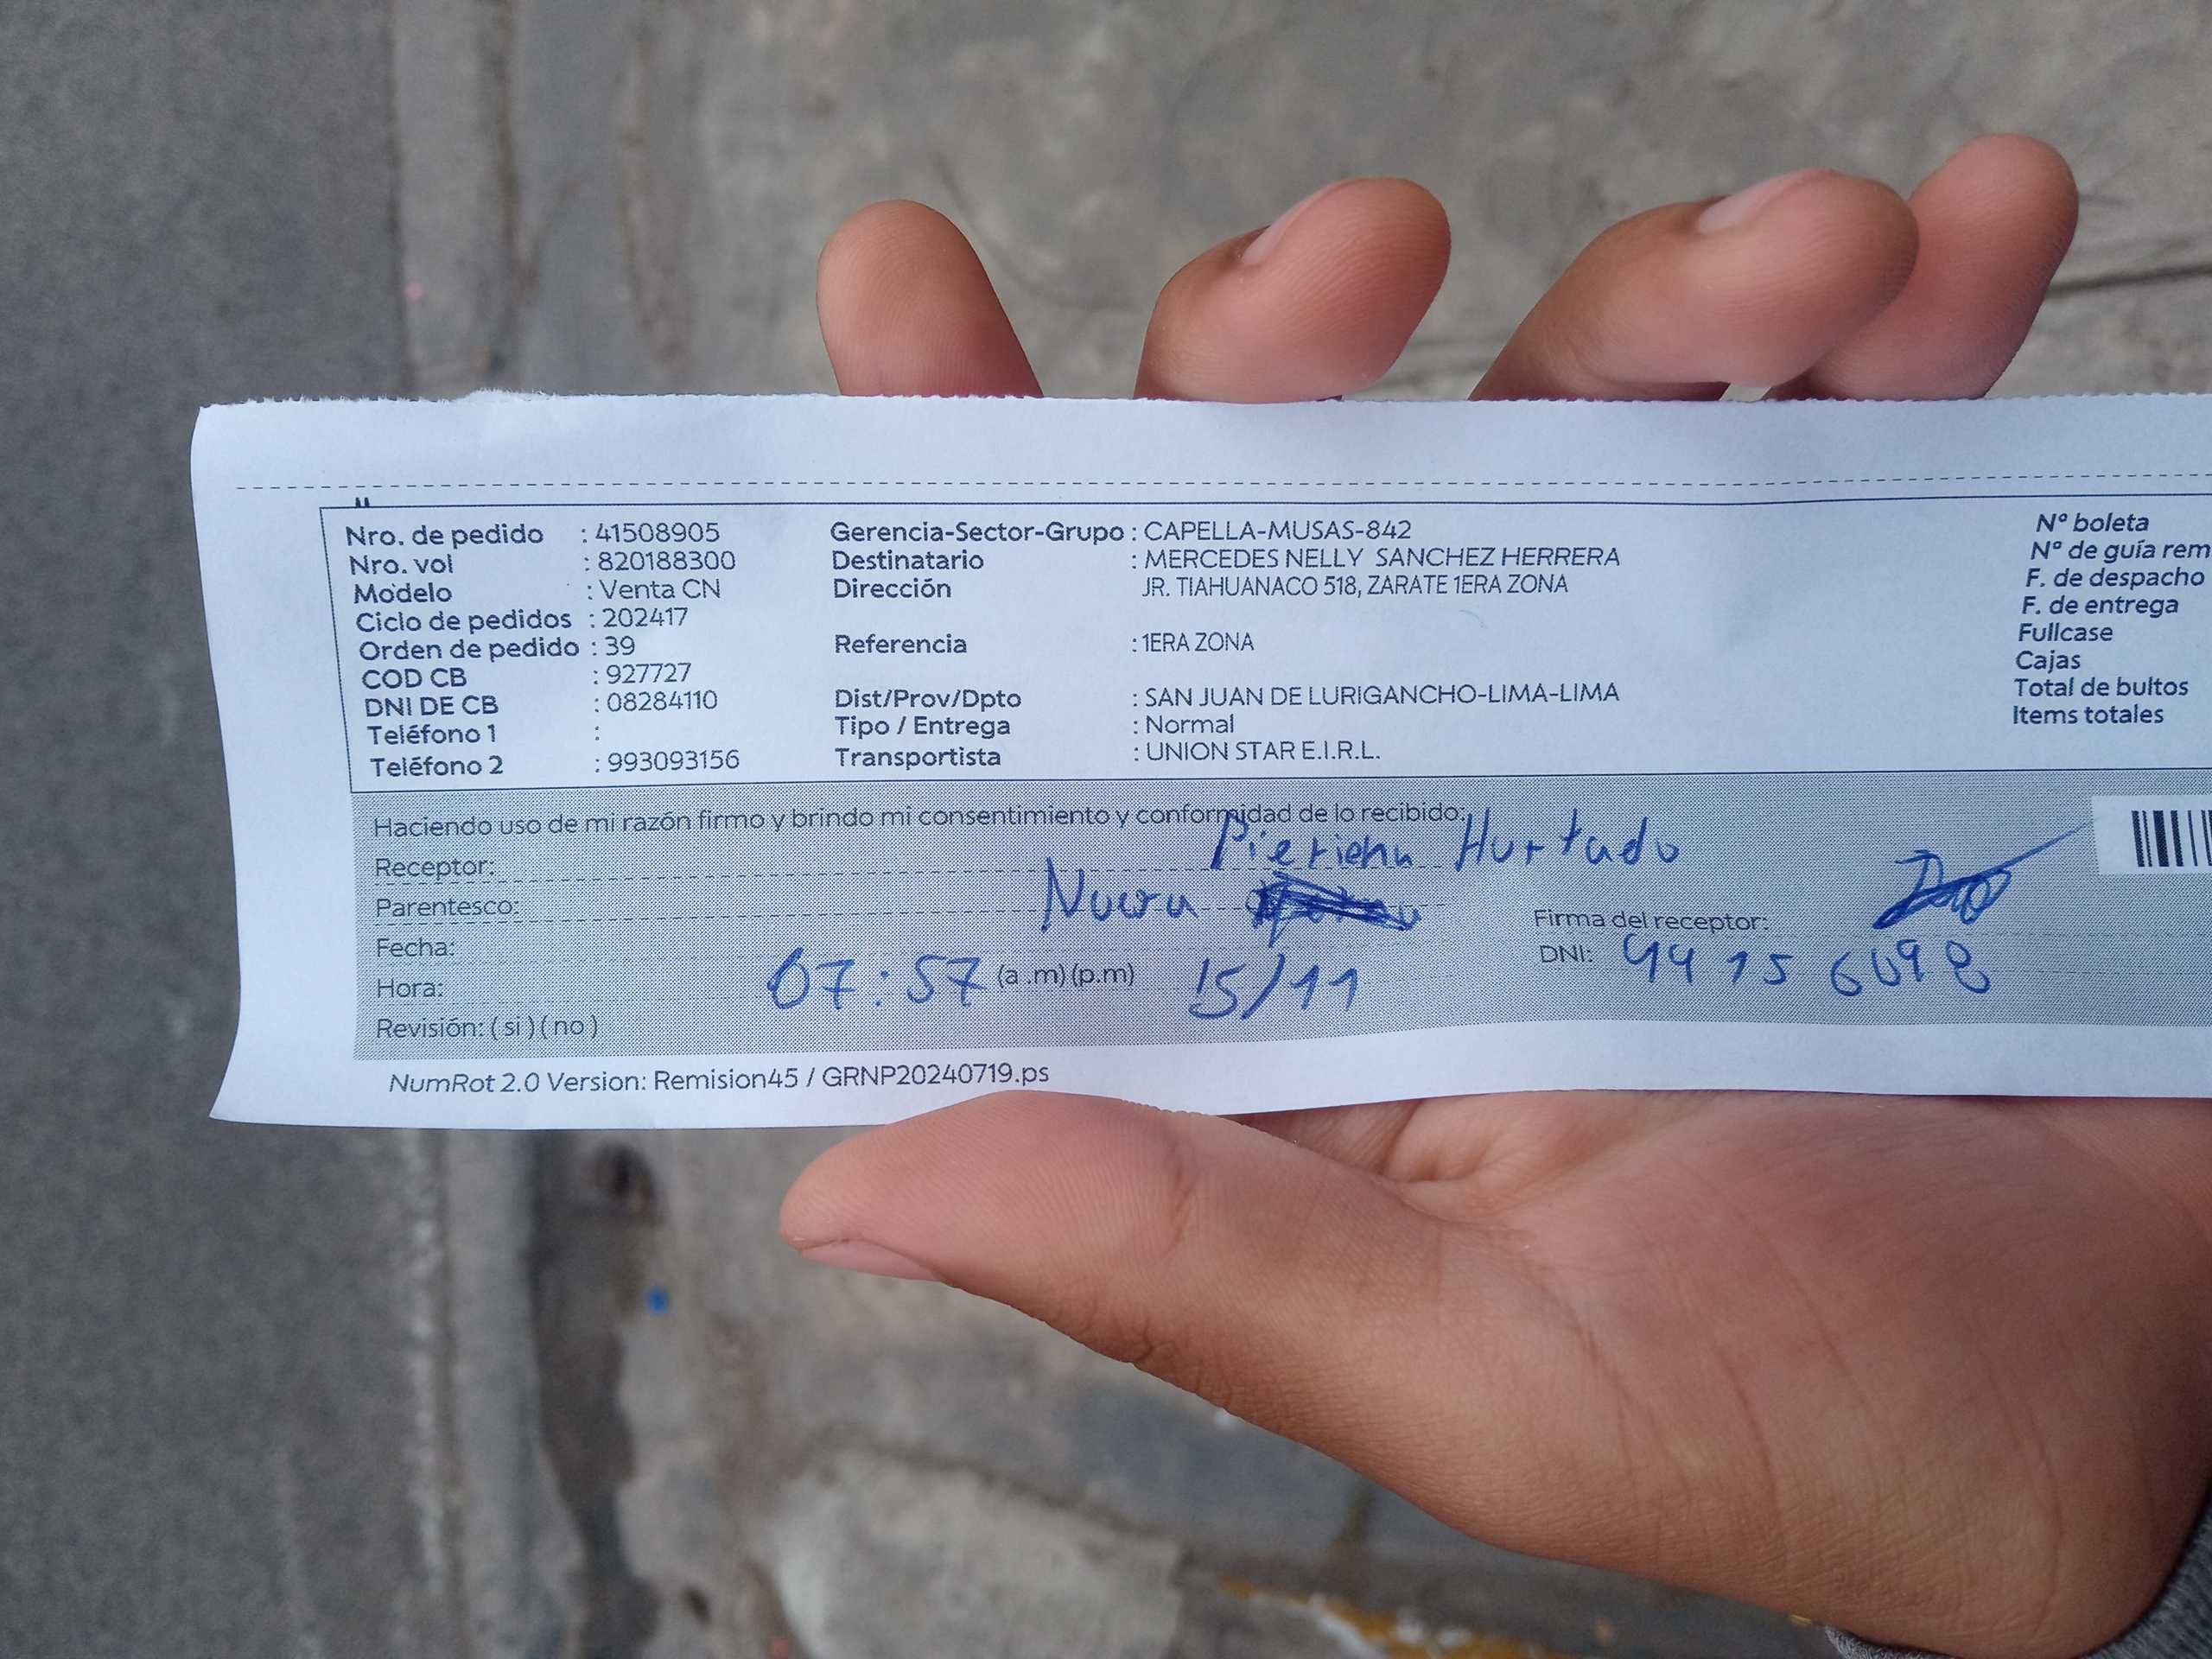 Nro. de pedido : 41508905 Gerencia-Sector-Grupo : CAPELLA-MUSAS-842 Nº boleta
Nro. vol : 820188300 Destinatario : MERCEDES NELLY SANCHEZ HERRERA Nº de guía rem
Modelo : Venta CN Dirección JR. TIAHUANACO 518, ZARATE 1ERA ZONA F. de despacho
Ciclo de pedidos : 202417 F. de entrega
Orden de pedido : 39 Referencia : 1ERA ZONA Fullcase
COD CB : 927727 Cajas
DNI DE CB : 08284110 Dist/Prov/Dpto : SAN JUAN DE LURIGANCHO-LIMA-LIMA Total de bultos
Teléfono 1 : Tipo / Entrega : Normal Items totales
Teléfono 2 : 993093156 Transportista : UNION STAR E.I.R.L.
Haciendo uso de mi razón firmo y brindo mi consentimiento y conformidad de lo recibido:
Receptor: Hurtado
Parentesco: Nuera
Fecha: Firma del receptor:
Hora: 07:57 (a .m) (p.m) 15/11 DNI:
Revisión: ( si ) ( no )
NumRot 2.0 Version: Remision45 / GRNP20240719.ps